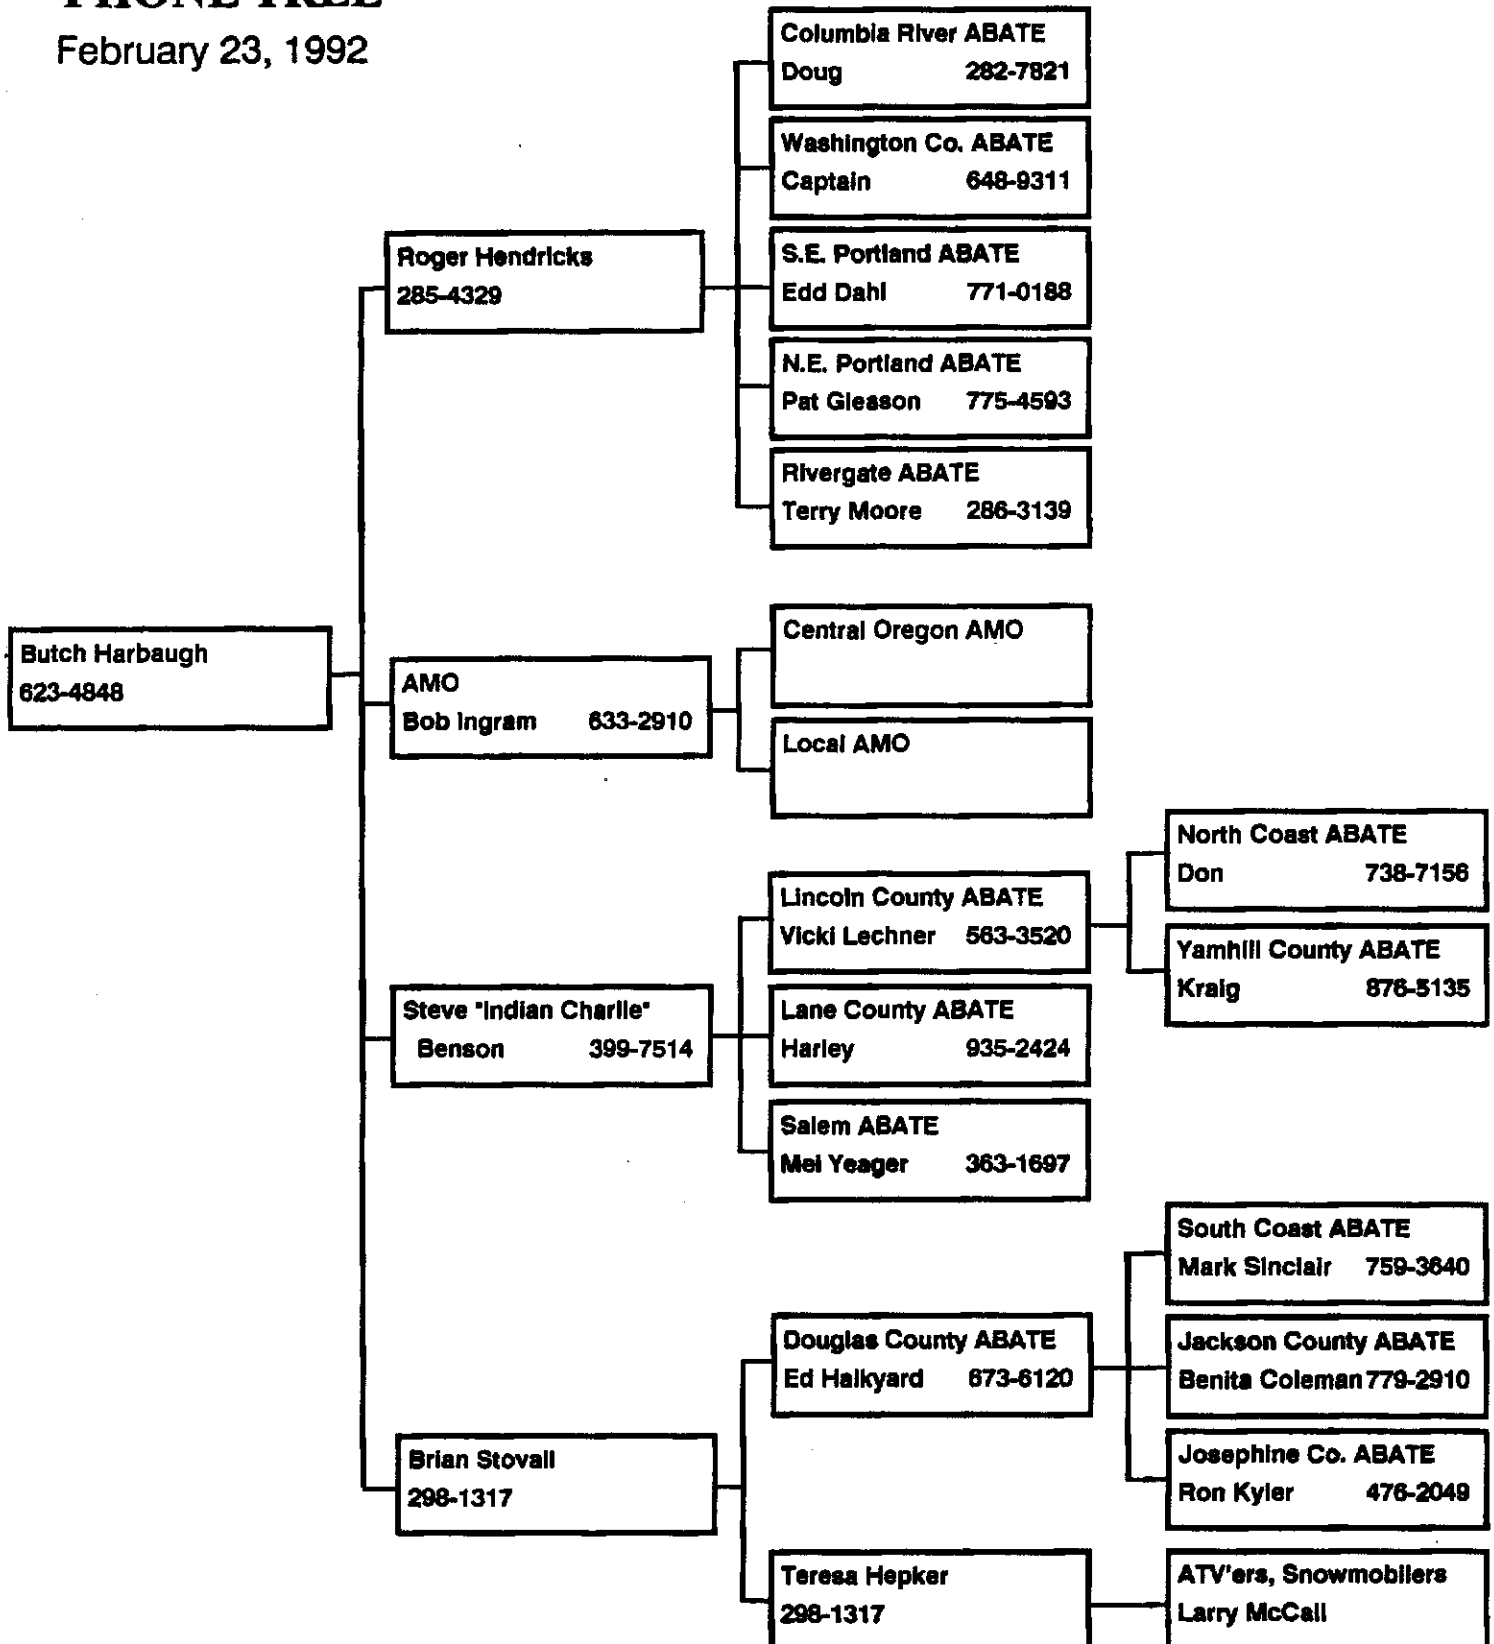 PHONE TREE
February 23, 1992
Columbia River ABATE
Doug 282-7821
Washington Co. ABATE
Captain 648-9311
Roger Hendricks
285-4329
S.E. Portland ABATE
Edd Dahl 771-0188
N.E. Portland ABATE
Pat Gleason 775-4593
Rivergate ABATE
Terry Moore 286-3139
Butch Harbaugh
623-4848
AMO
Bob Ingram 633-2910
Central Oregon AMO
Local AMO
Steve "Indian Charlie"
Benson 399-7514
Lincoln County ABATE
Vicki Lechner 563-3520
North Coast ABATE
Don 738-7156
Yamhill County ABATE
Kraig 876-5135
Lane County ABATE
Harley 935-2424
Salem ABATE
Mel Yeager 363-1697
Brian Stovall
298-1317
Douglas County ABATE
Ed Halkyard 673-6120
South Coast ABATE
Mark Sinclair 759-3640
Jackson County ABATE
Benita Coleman 779-2910
Josephine Co. ABATE
Ron Kyler 476-2049
Teresa Hepker
298-1317
ATV'ers, Snowmobilers
Larry McCall